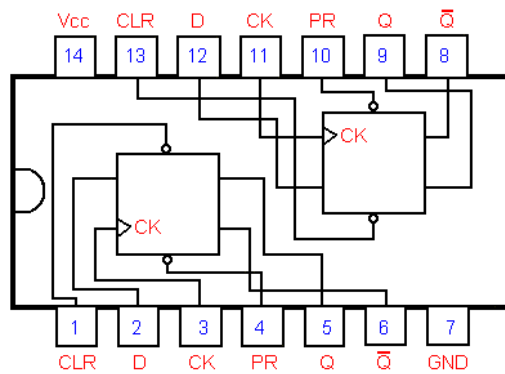 Vcc CLR D CK PR Q Q̅
14 13 12 11 10 9 8
CK
CK
1 2 3 4 5 6 7
CLR D CK PR Q Q̅ GND